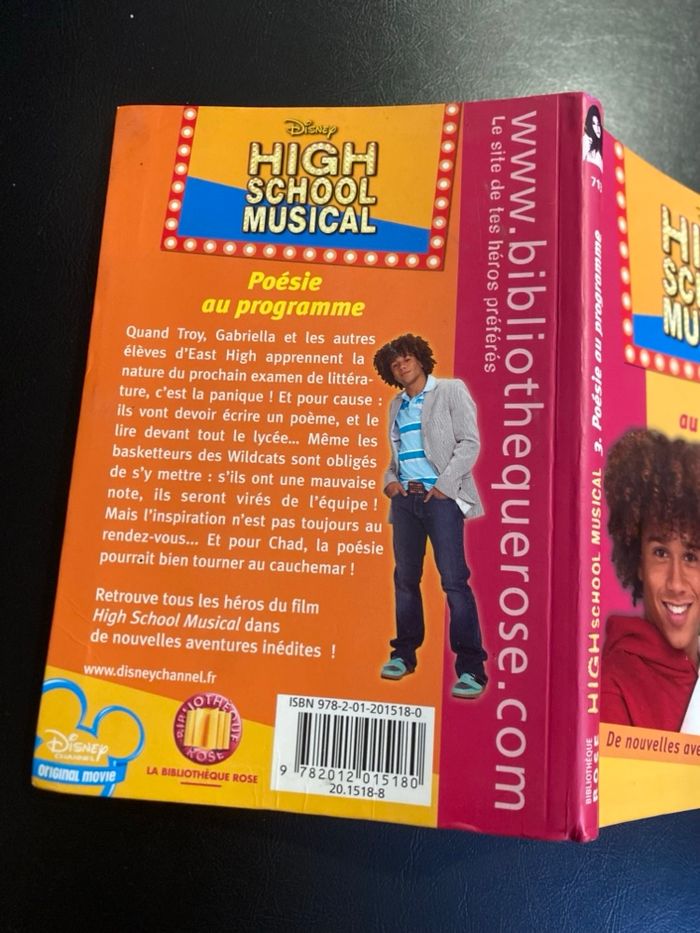 Disney
HIGH
SCHOOL
MUSICAL
Poésie
au programme
Quand Troy, Gabriella et les autres
élèves d'East High apprennent la
nature du prochain examen de littéra-
ture, c'est la panique ! Et pour cause :
ils vont devoir écrire un poème, et le
lire devant tout le lycée... Même les
basketteurs des Wildcats sont obligés
de s'y mettre : s'ils ont une mauvaise
note, ils seront virés de l'équipe !
Mais l'inspiration n'est pas toujours au
rendez-vous... Et pour Chad, la poésie
pourrait bien tourner au cauchemar !
Retrouve tous les héros du film
High School Musical dans
de nouvelles aventures inédites !
www.disneychannel.fr
Disney
CHANNEL
ORIGINAL MOVIE
BIBLIOTHÈQUE
ROSE
LA BIBLIOTHÈQUE ROSE
ISBN 978-2-01-201518-0
9 782012 015180
20.1518-8
www.bibliothequerose.com
Le site de tes héros préférés
BIBLIOTHÈQUE
ROSE
HIGH SCHOOL MUSICAL 3. Poésie au programme
HI
SC
MU
au
De nouvelles ave